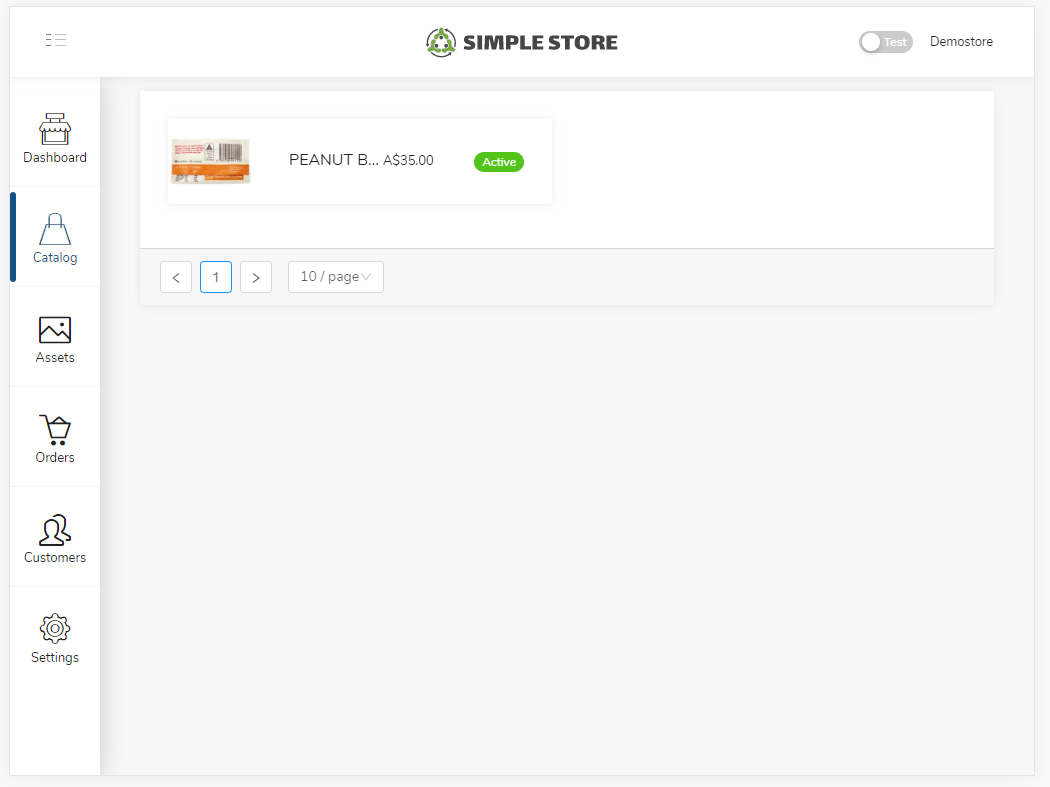 SIMPLE STORE
Test
Demostore
Dashboard
Catalog
Assets
Orders
Customers
Settings
PEANUT B... A$35.00
Active
< 1 > 10 / page